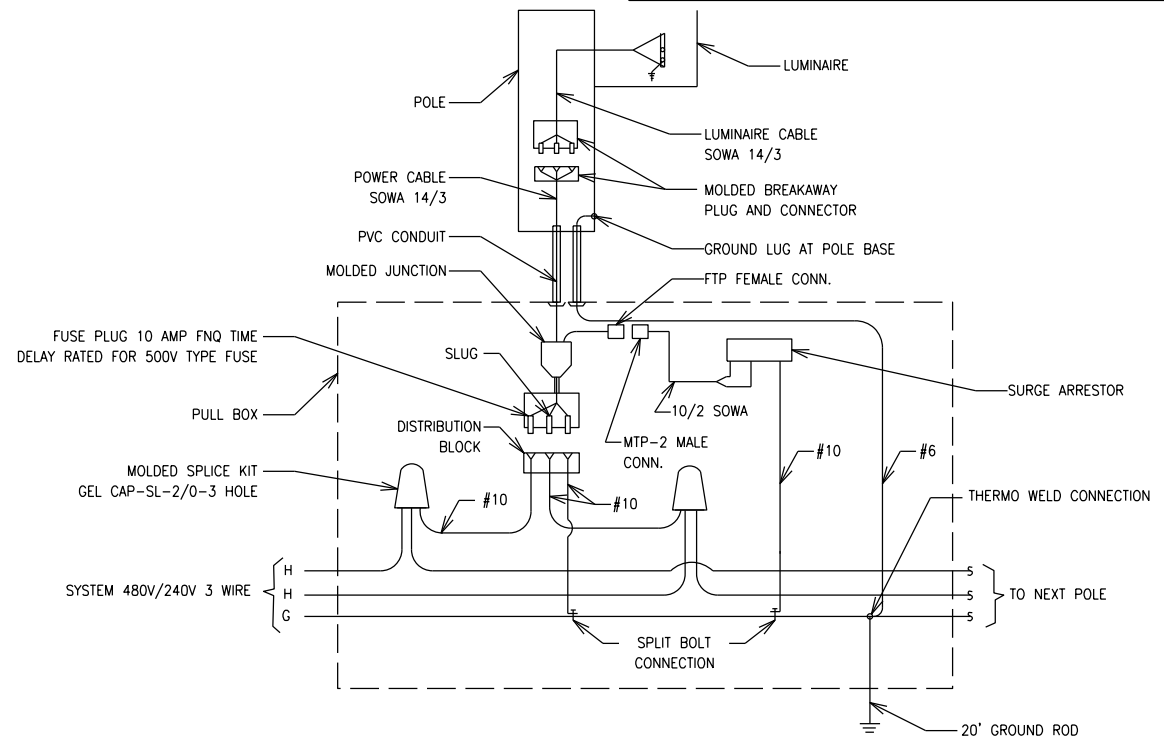 LUMINAIRE
POLE
LUMINAIRE CABLE
SOWA 14/3
POWER CABLE
SOWA 14/3
MOLDED BREAKAWAY
PLUG AND CONNECTOR
PVC CONDUIT
GROUND LUG AT POLE BASE
MOLDED JUNCTION
FTP FEMALE CONN.
FUSE PLUG 10 AMP FNQ TIME
DELAY RATED FOR 500V TYPE FUSE
SLUG
SURGE ARRESTOR
PULL BOX
10/2 SOWA
DISTRIBUTION
BLOCK
MTP-2 MALE
CONN.
#10
#6
MOLDED SPLICE KIT
GEL CAP-SL-2/0-3 HOLE
#10
#10
THERMO WELD CONNECTION
SYSTEM 480V/240V 3 WIRE
H
H
G
S
S
S
TO NEXT POLE
SPLIT BOLT
CONNECTION
20' GROUND ROD